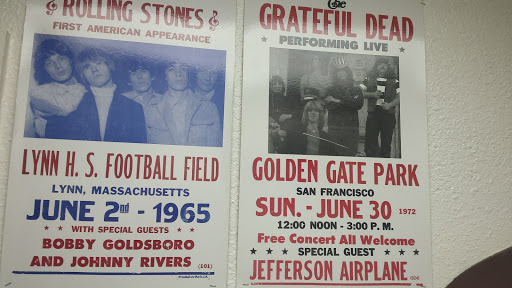 ROLLING STONES
FIRST AMERICAN APPEARANCE
LYNN H. S. FOOTBALL FIELD
LYNN, MASSACHUSETTS
JUNE 2nd - 1965
★ WITH SPECIAL GUESTS ★
BOBBY GOLDSBORO
AND JOHNNY RIVERS (101)
The
GRATEFUL DEAD
★ PERFORMING LIVE ★
GOLDEN GATE PARK
SAN FRANCISCO
SUN. - JUNE 30 1972
12:00 NOON - 3:00 P. M.
Free Concert All Welcome
★ SPECIAL GUEST ★
JEFFERSON AIRPLANE